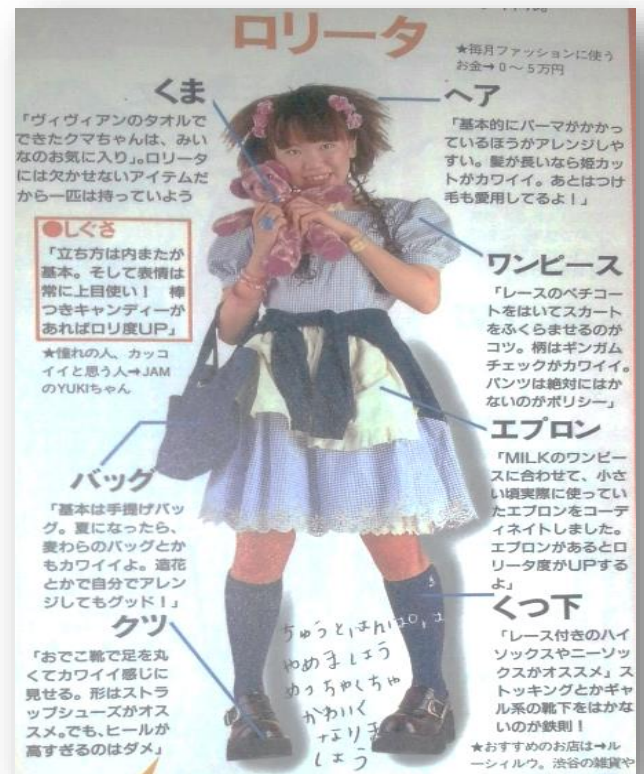 ロリータ
★毎月ファッションに使う
お金→0〜5万円
くま
「ヴィヴィアンのタオルで
できたクマちゃんは、みい
なのお気に入り」。ロリータ
には欠かせないアイテムだ
から一匹は持っていよう
●しぐさ
「立ち方は内またが
基本。そして表情は
常に上目使い！ 棒
つきキャンディーが
あればロリ度UP」
★憧れの人、カッコ
イイと思う人→JAM
のYUKIちゃん
バッグ
「基本は手提げバッ
グ。夏になったら、
麦わらのバッグとか
もカワイイよ。造花
とかで自分でアレン
ジしてもグッド！」
クツ
「おでこ靴で足を丸
くてカワイイ感じに
見せる。形はストラ
ップシューズがオス
スメ。でも、ヒールが
高すぎるのはダメ」
ヘア
「基本的にパーマがかかっ
ているほうがアレンジしや
すい。髪が長いなら姫カッ
トがカワイイ。あとはつけ
毛も愛用してるよ！」
ワンピース
「レースのペチコー
トをはいてスカート
をふくらませるのが
コツ。柄はギンガム
チェックがカワイイ。
パンツは絶対にはか
ないのがポリシー」
エプロン
「MILKのワンピー
スに合わせて、小さ
い頃実際に使ってい
たエプロンをコーデ
ィネイトしました。
エプロンがあるとロ
リータ度がUPする
よ」
くつ下
「レース付きのハイ
ソックスやニーソッ
クスがオススメ」ス
トッキングとかギャ
ル系の靴下をはかな
いのが鉄則！
★おすすめのお店は→ル
ーシィルウ。渋谷の雑貨や
ちゅうとはんぱは
やめましょう
めっちゃくちゃ
かわいく
なりま
しょう